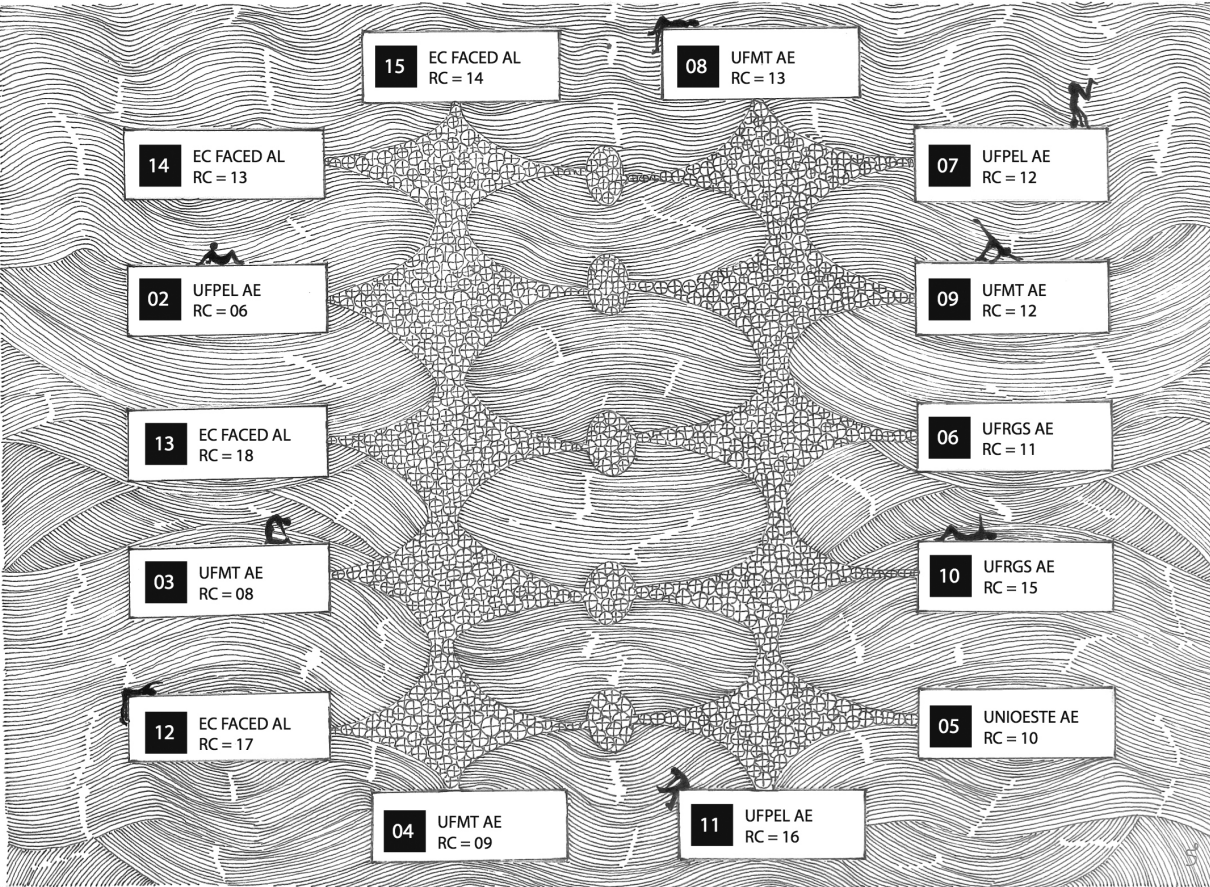 15
EC FACED AL
RC = 14
08
UFMT AE
RC = 13
14
EC FACED AL
RC = 13
07
UFPEL AE
RC = 12
02
UFPEL AE
RC = 06
09
UFMT AE
RC = 12
13
EC FACED AL
RC = 18
06
UFRGS AE
RC = 11
03
UFMT AE
RC = 08
10
UFRGS AE
RC = 15
12
EC FACED AL
RC = 17
05
UNIOESTE AE
RC = 10
04
UFMT AE
RC = 09
11
UFPEL AE
RC = 16